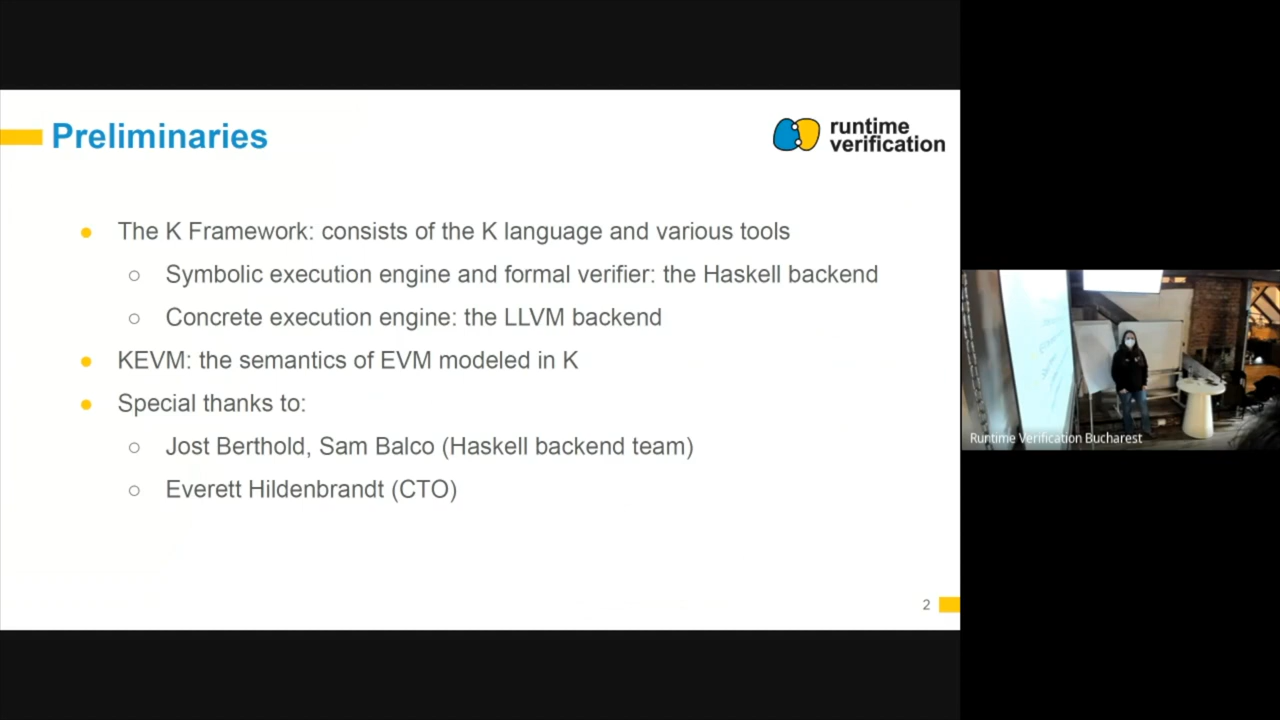 Preliminaries
runtime
verification
The K Framework: consists of the K language and various tools
Symbolic execution engine and formal verifier: the Haskell backend
Concrete execution engine: the LLVM backend
KEVM: the semantics of EVM modeled in K
Special thanks to:
Jost Berthold, Sam Balco (Haskell backend team)
Everett Hildenbrandt (CTO)
2
Runtime Verification Bucharest